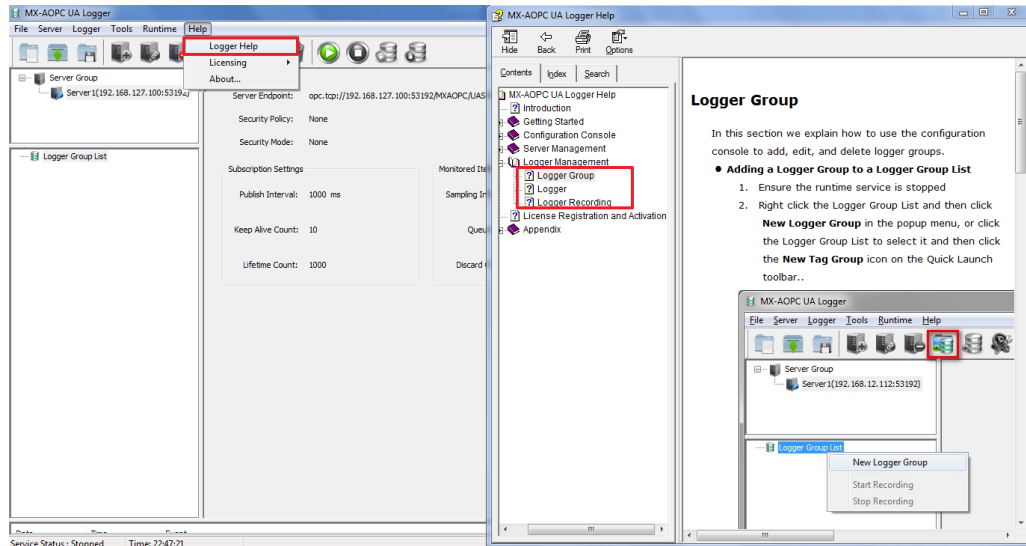 MX-AOPC UA Logger
File Server Logger Tools Runtime Help
Logger Help
Licensing
About...
Server Group
Server1(192.168.127.100:53192)
Logger Group List
Server Endpoint: opc.tcp://192.168.127.100:53192/MXAOPC/UAS
Security Policy: None
Security Mode: None
Subscription Settings
Monitored Ite
Publish Interval: 1000 ms
Sampling In
Keep Alive Count: 10
Queu
Lifetime Count: 1000
Discard
Date Time Event
Service Status : Stopped Time: 22:47:21
MX-AOPC UA Logger Help
Hide Back Print Options
Contents Index Search
MX-AOPC UA Logger Help
Introduction
Getting Started
Configuration Console
Server Management
Logger Management
Logger Group
Logger
Logger Recording
License Registration and Activation
Appendix
Logger Group
In this section we explain how to use the configuration
console to add, edit, and delete logger groups.
● Adding a Logger Group to a Logger Group List
1. Ensure the runtime service is stopped
2. Right click the Logger Group List and then click
New Logger Group in the popup menu, or click
the Logger Group List to select it and then click
the New Tag Group icon on the Quick Launch
toolbar..
MX-AOPC UA Logger
File Server Logger Tools Runtime Help
Server Group
Server1(192.168.12.112:53192)
Logger Group List
New Logger Group
Start Recording
Stop Recording